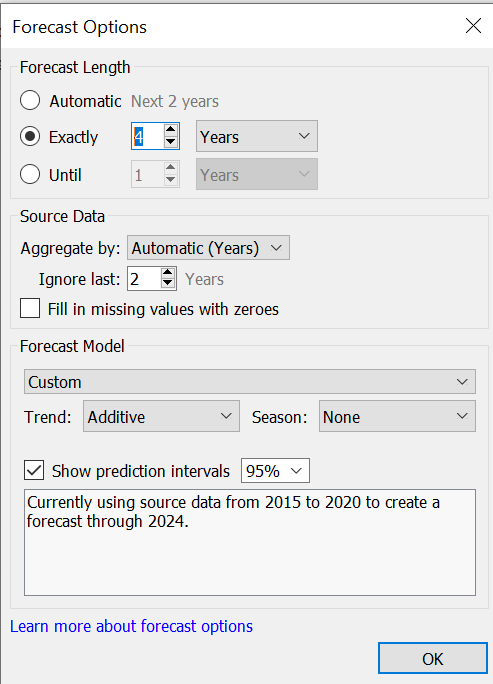 Forecast Options
Forecast Length
Automatic Next 2 years
Exactly 4 Years
Until 1 Years
Source Data
Aggregate by: Automatic (Years)
Ignore last: 2 Years
Fill in missing values with zeroes
Forecast Model
Custom
Trend: Additive Season: None
Show prediction intervals 95%
Currently using source data from 2015 to 2020 to create a
forecast through 2024.
Learn more about forecast options
OK